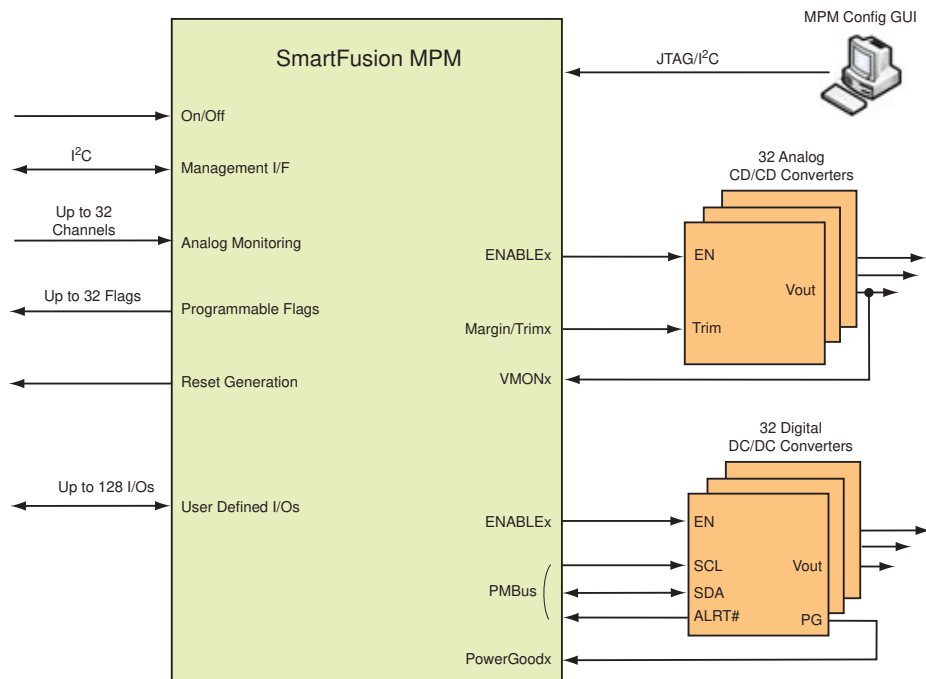 MPM Config GUI
SmartFusion MPM
JTAG/I²C
On/Off
I²C
Management I/F
Up to 32
Channels
Analog Monitoring
Up to 32 Flags
Programmable Flags
Reset Generation
Up to 128 I/Os
User Defined I/Os
32 Analog
CD/CD Converters
ENABLEx
EN
Vout
Margin/Trimx
Trim
VMONx
32 Digital
DC/DC Converters
ENABLEx
EN
SCL
Vout
PMBus
SDA
ALRT#
PG
PowerGoodx